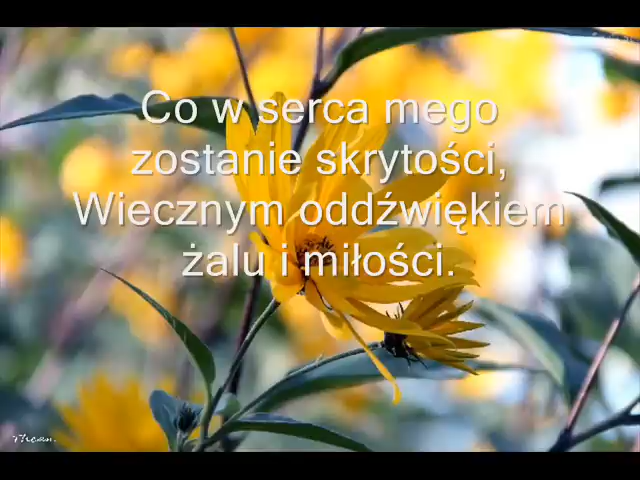 Co w serca mego
zostanie skrytości,
Wiecznym oddźwiękiem
żalu i miłości.